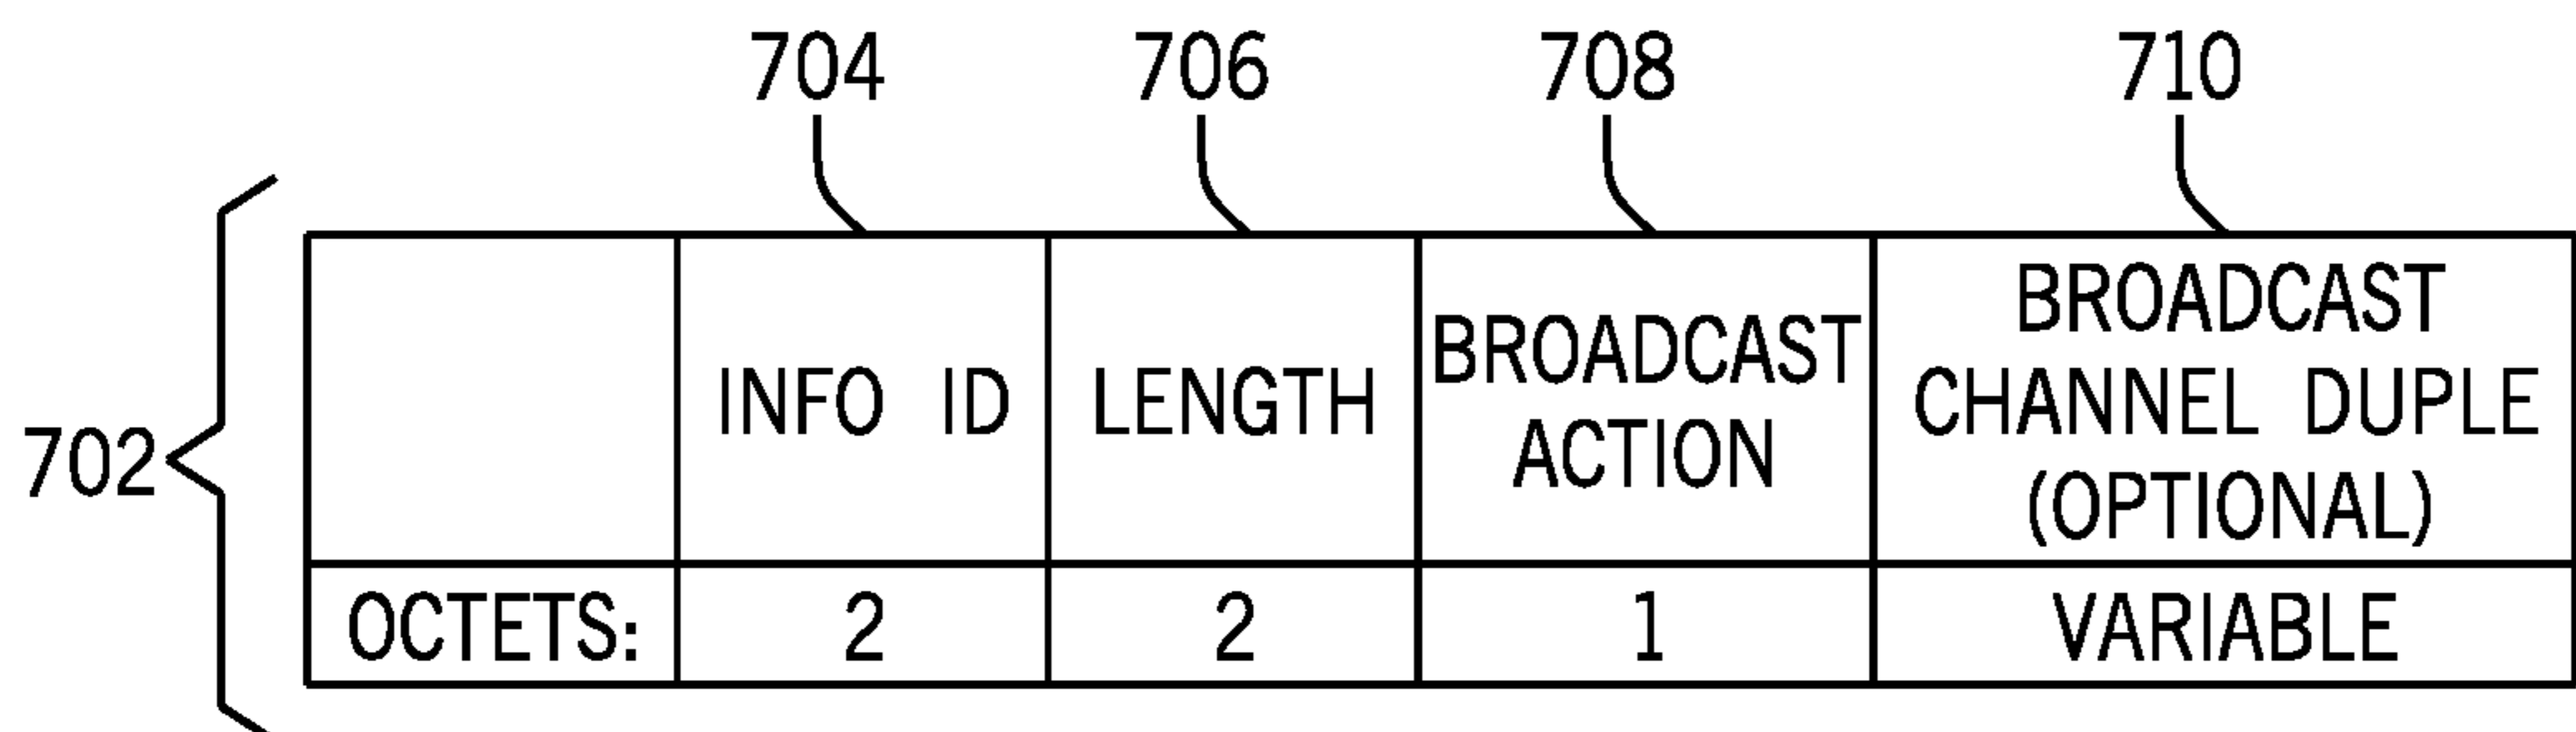 704 706 708 710
702
INFO ID
LENGTH
BROADCAST
ACTION
BROADCAST
CHANNEL DUPLE
(OPTIONAL)
OCTETS: 2 2 1 VARIABLE